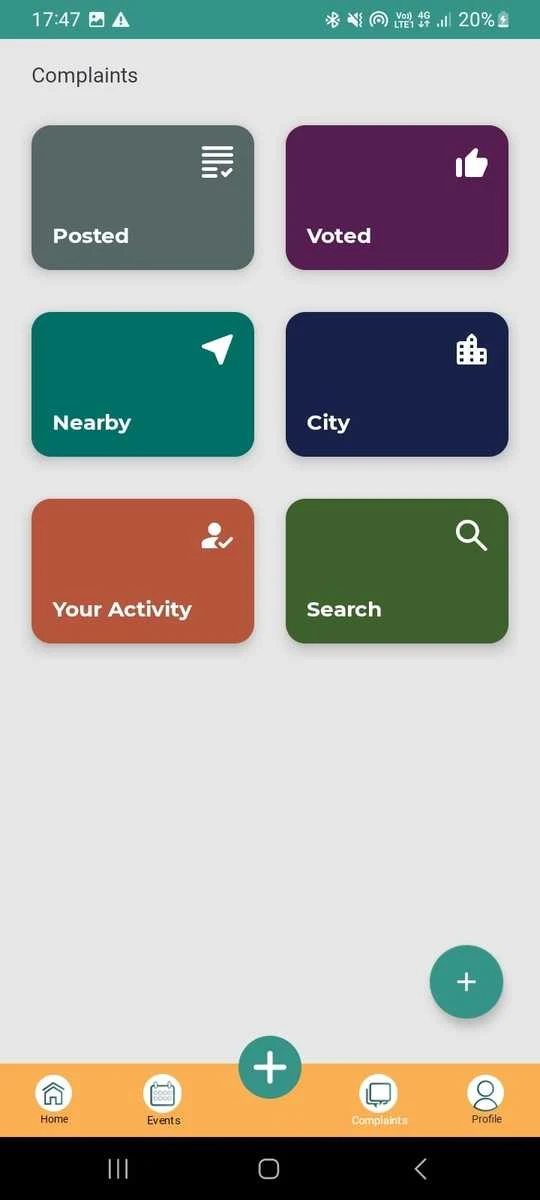 17:47 Vo) LTE1 4G 20%
Complaints
Posted
Voted
Nearby
City
Your Activity
Search
Home
Events
Complaints
Profile